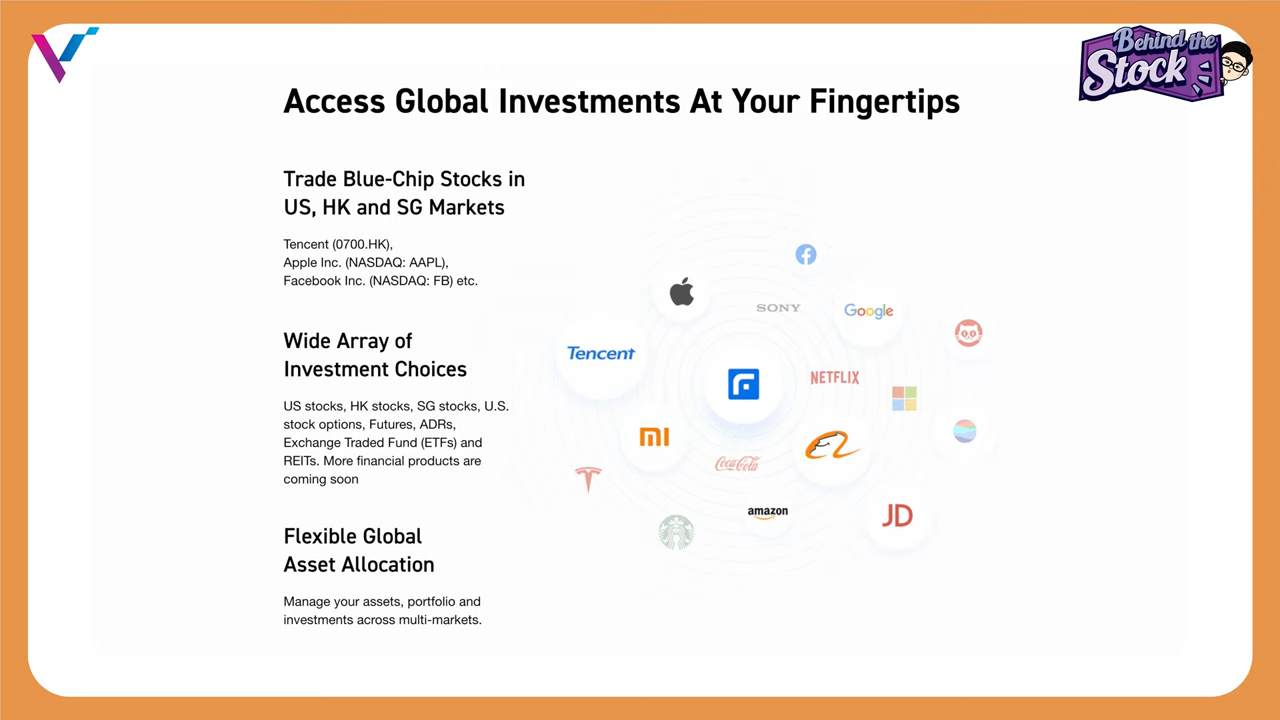 Behind the
Stock
Access Global Investments At Your Fingertips
Trade Blue-Chip Stocks in
US, HK and SG Markets
Tencent (0700.HK),
Apple Inc. (NASDAQ: AAPL),
Facebook Inc. (NASDAQ: FB) etc.
Wide Array of
Investment Choices
US stocks, HK stocks, SG stocks, U.S.
stock options, Futures, ADRs,
Exchange Traded Fund (ETFs) and
REITs. More financial products are
coming soon
Flexible Global
Asset Allocation
Manage your assets, portfolio and
investments across multi-markets.
SONY
Google
Tencent
NETFLIX
MI
Coca-Cola
amazon
JD